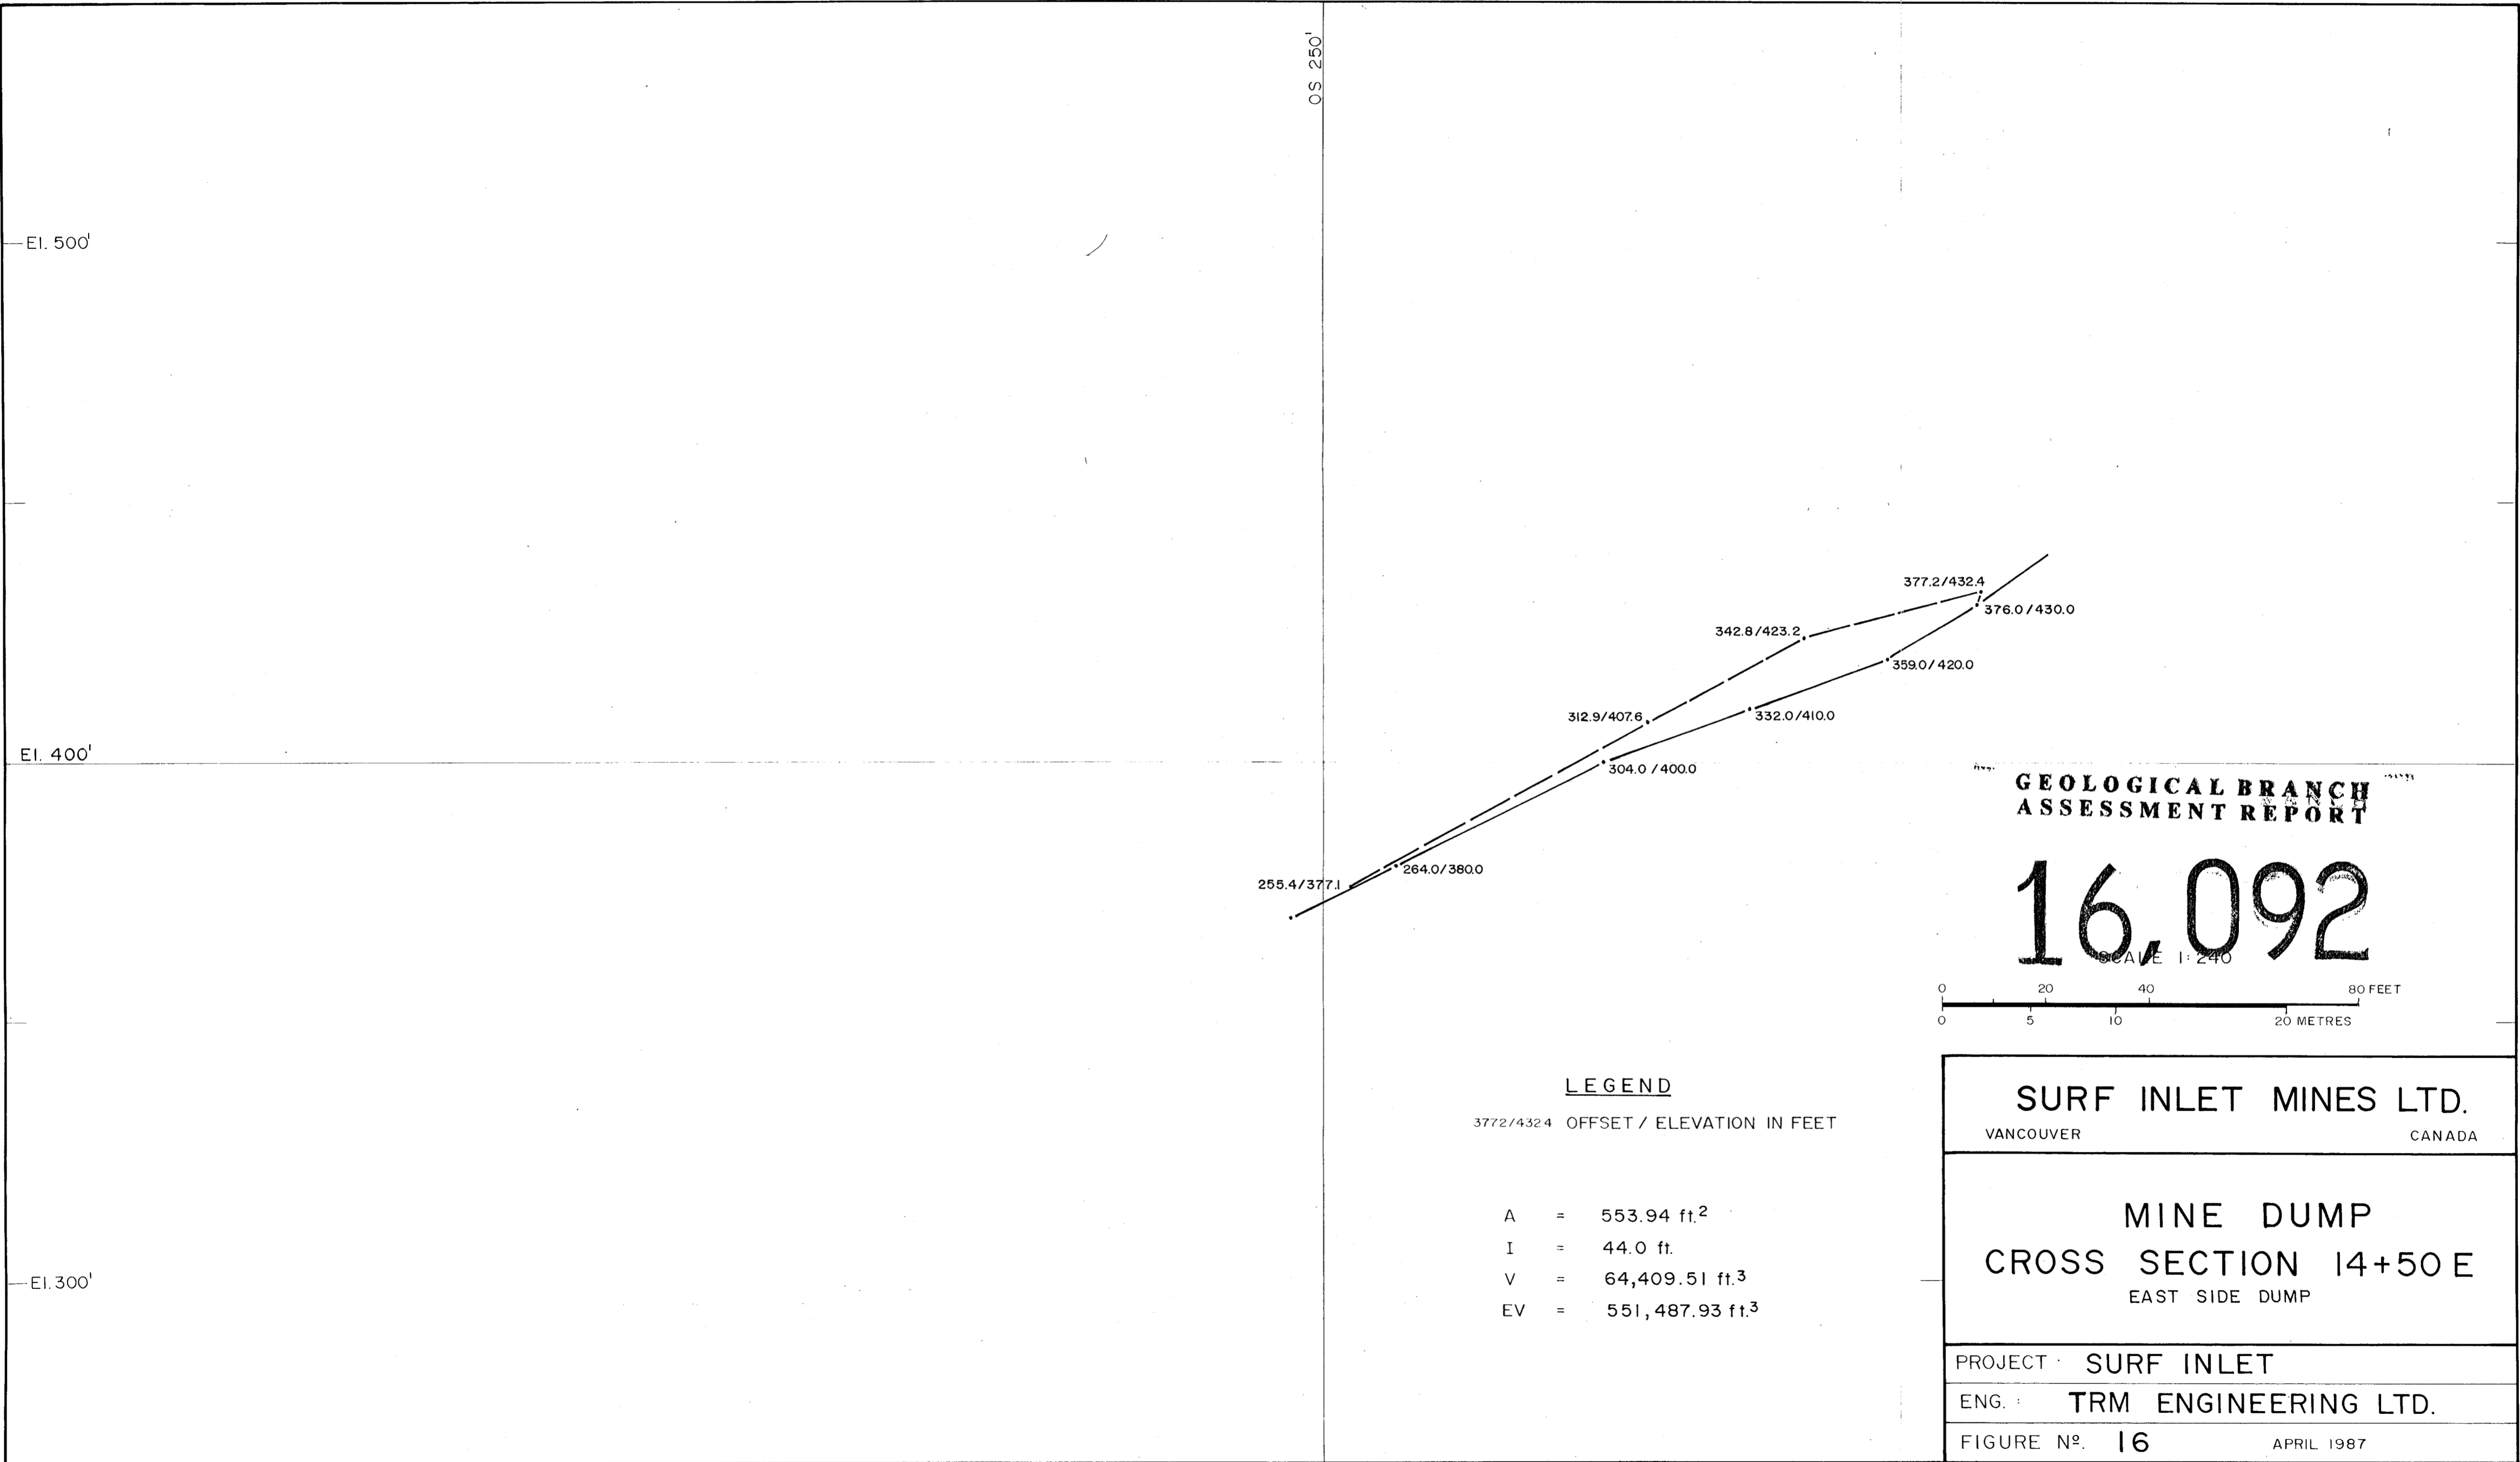 OS 250'
El. 500'
377.2/432.4
376.0/430.0
342.8/423.2
359.0/420.0
312.9/407.6
332.0/410.0
El. 400'
304.0/400.0
264.0/380.0
255.4/377.1
GEOLOGICAL BRANCH
ASSESSMENT REPORT
16,092
SCALE 1:240
0 20 40 80 FEET
0 5 10 20 METRES
LEGEND
3772/4324 OFFSET / ELEVATION IN FEET
A = 553.94 ft.²
I = 44.0 ft.
V = 64,409.51 ft.³
EV = 551,487.93 ft.³
El. 300'
SURF INLET MINES LTD.
VANCOUVER CANADA
MINE DUMP
CROSS SECTION 14+50 E
EAST SIDE DUMP
PROJECT : SURF INLET
ENG. : TRM ENGINEERING LTD.
FIGURE Nº. 16 APRIL 1987